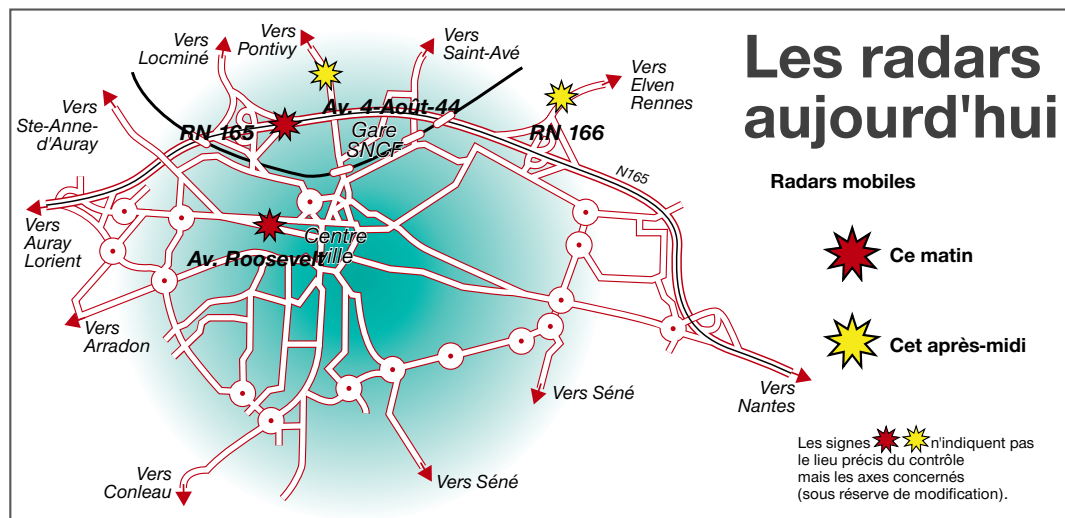 Les radars
aujourd'hui
Vers
Locminé
Vers
Pontivy
Vers
Saint-Avé
Vers
Elven
Rennes
Vers
Ste-Anne-
d'Auray
Av. 4-Août-44
RN 165
Gare
SNCF
RN 166
N165
Vers
Auray
Lorient
Centre
ville
Av. Roosevelt
Vers
Arradon
Vers Séné
Vers
Nantes
Vers
Conleau
Vers Séné
Radars mobiles
Ce matin
Cet après-midi
Les signes n'indiquent pas
le lieu précis du contrôle
mais les axes concernés
(sous réserve de modification).